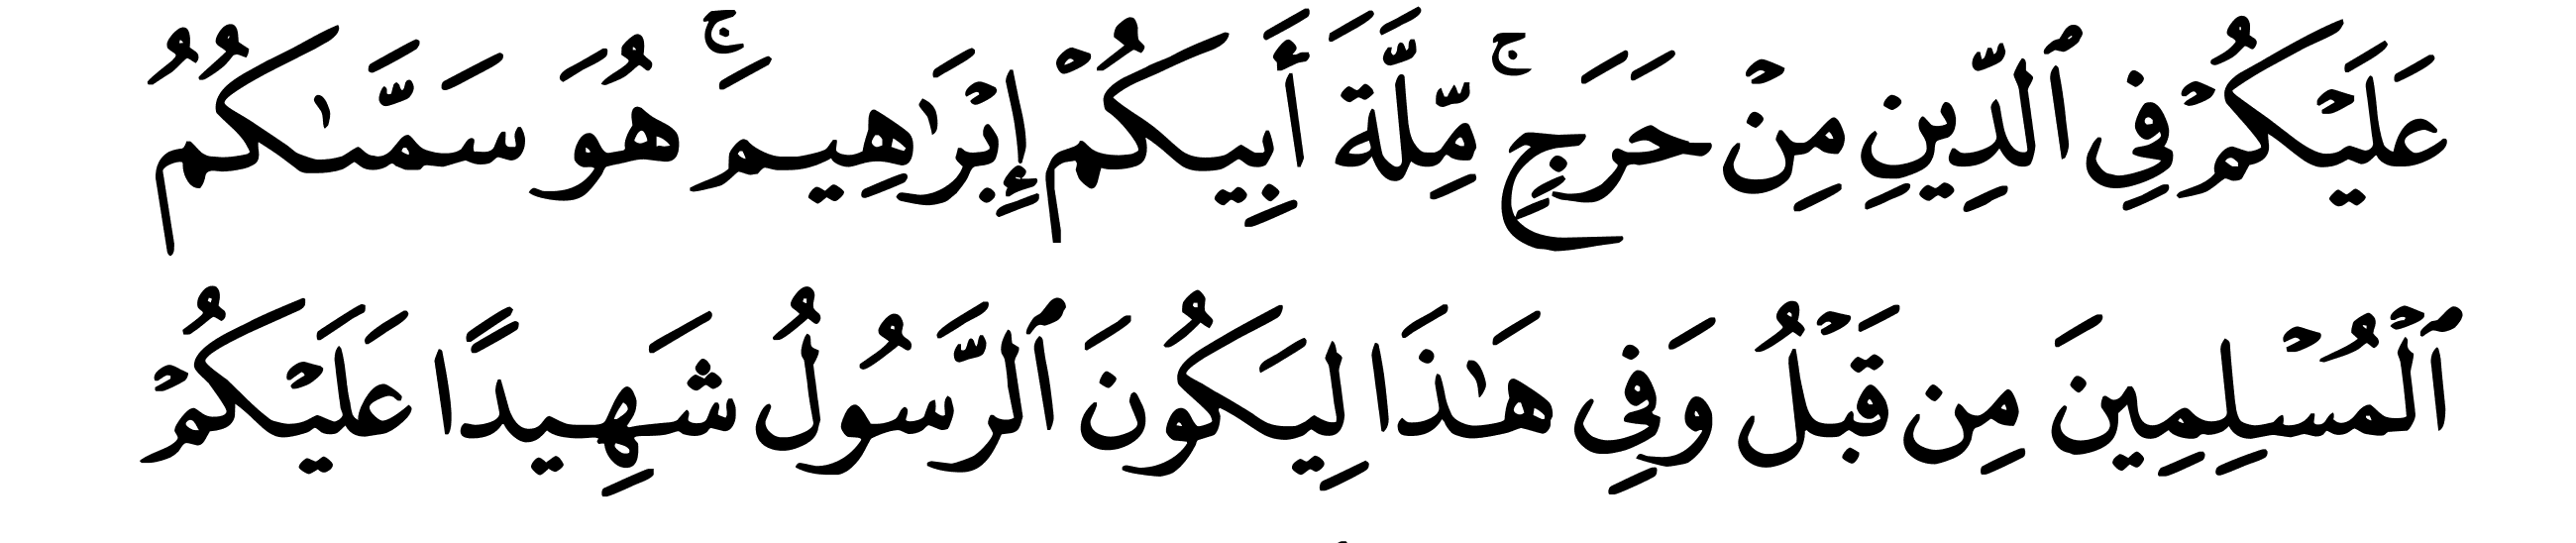 عَلَيۡكُمۡ فِي ٱلدِّينِ مِنۡ حَرَجٖۚ مِّلَّةَ أَبِيكُمۡ إِبۡرَٰهِيمَۚ هُوَ سَمَّىٰكُمُ
ٱلۡمُسۡلِمِينَ مِن قَبۡلُ وَفِي هَٰذَا لِيَكُونَ ٱلرَّسُولُ شَهِيدًا عَلَيۡكُمۡ